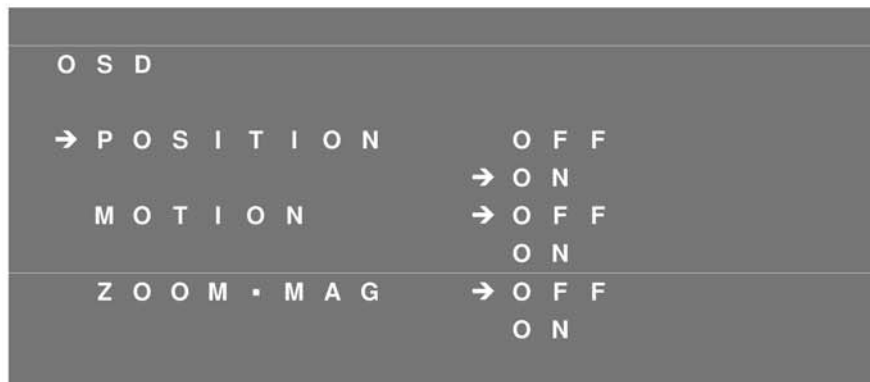 OSD
→ POSITION OFF
→ ON
MOTION → OFF
ON
ZOOM▪MAG → OFF
ON